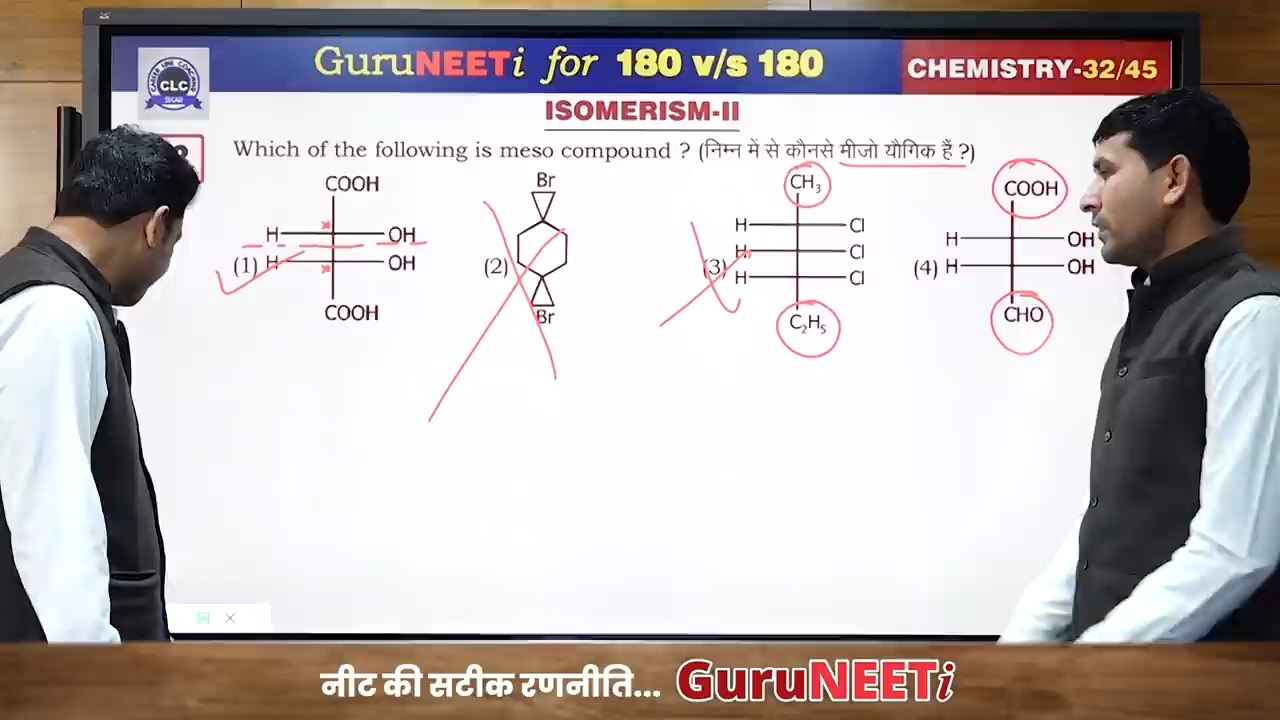 GuruNEETi for 180 v/s 180
CHEMISTRY-32/45
CLC
SIKAR
ISOMERISM-II
Which of the following is meso compound ? (निम्न में से कौनसे मीजो यौगिक हैं ?)
(1)
COOH
H OH
H OH
COOH
(2)
Br
Br
(3)
CH₃
H Cl
H Cl
H Cl
C₂H₅
(4)
COOH
H OH
H OH
CHO
नीट की सटीक रणनीति... GuruNEETi